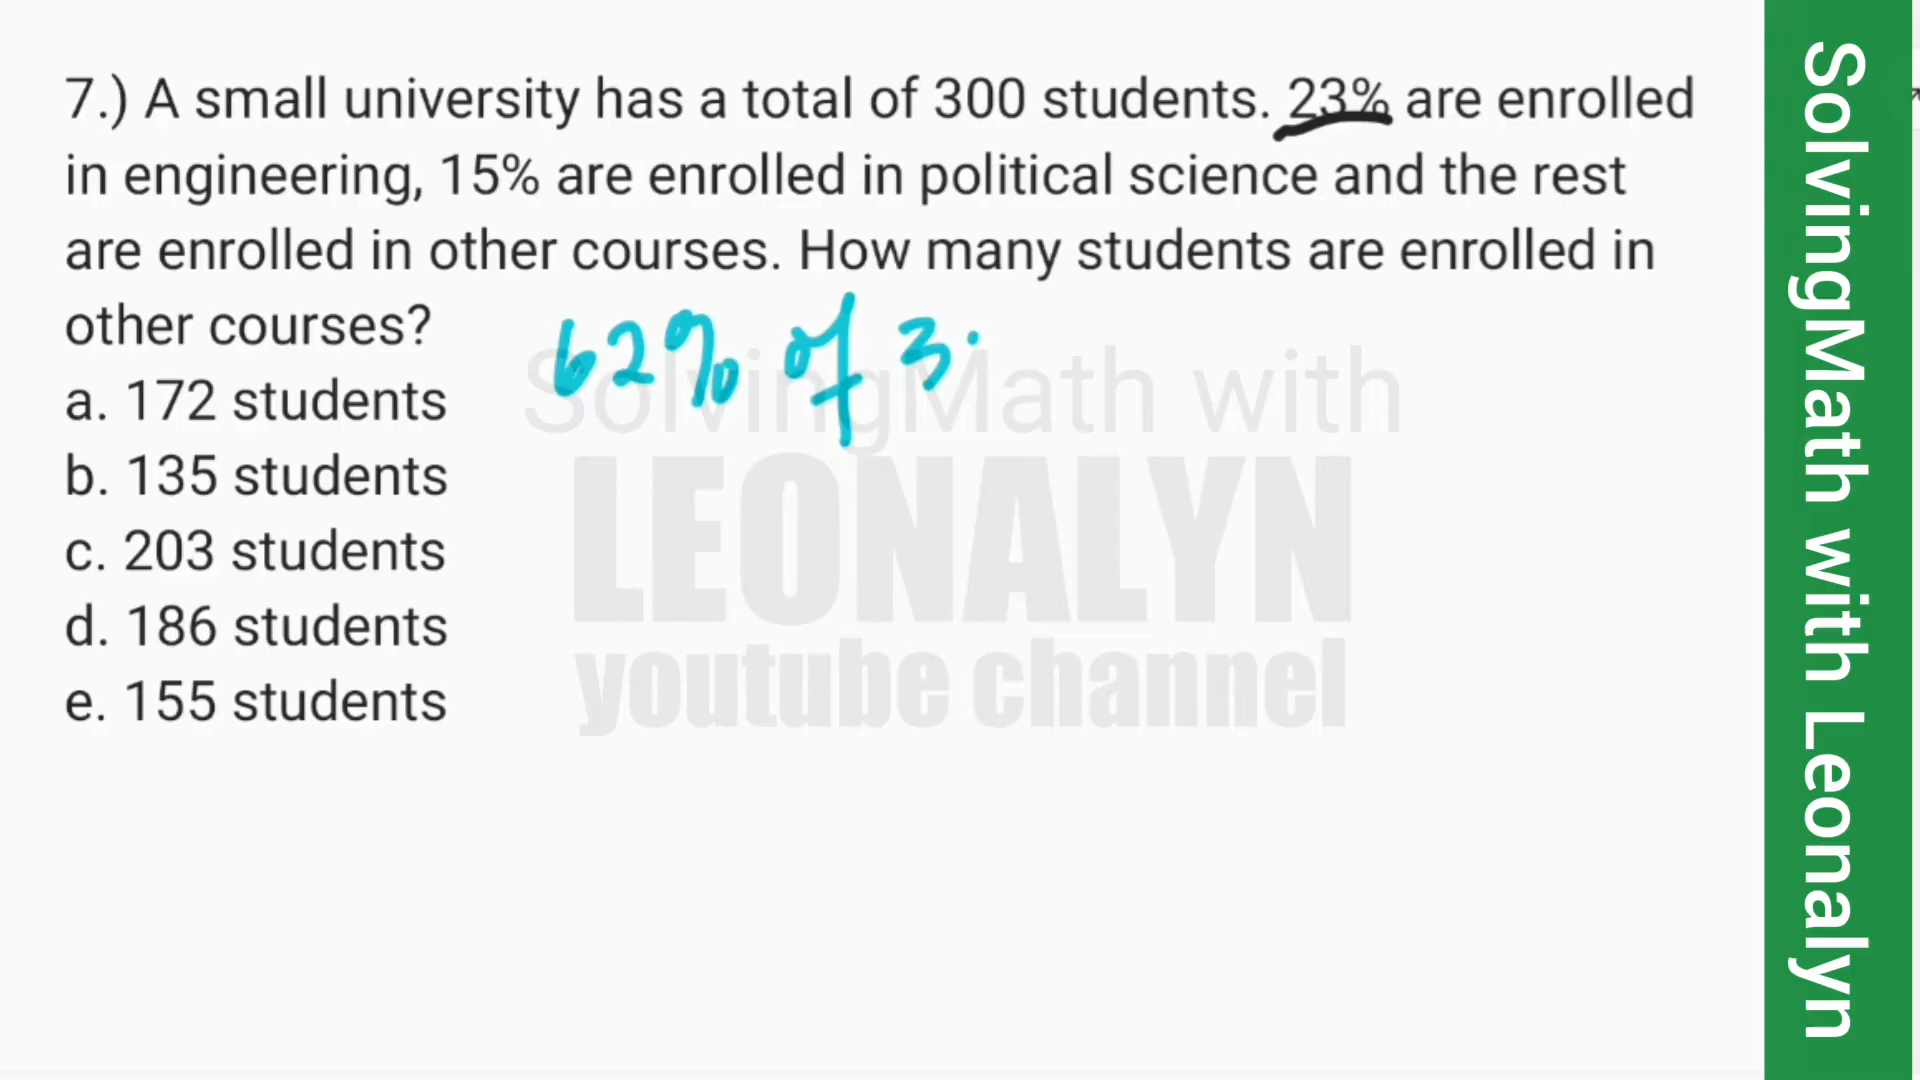 7.) A small university has a total of 300 students. 23% are enrolled
in engineering, 15% are enrolled in political science and the rest
are enrolled in other courses. How many students are enrolled in
other courses?
62% of 3
a. 172 students
b. 135 students
c. 203 students
d. 186 students
e. 155 students
SolvingMath with
LEONALYN
youtube channel
SolvingMath with Leonalyn